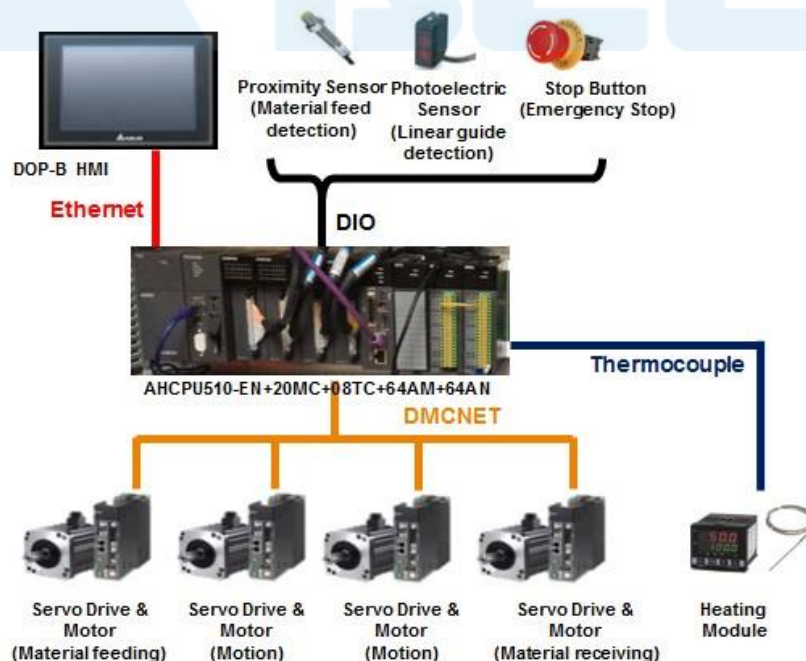 Proximity Sensor
(Material feed
detection)
Photoelectric
Sensor
(Linear guide
detection)
Stop Button
(Emergency Stop)
DOP-B HMI
Ethernet
DIO
AHCPU510-EN+20MC+08TC+64AM+64AN
Thermocouple
DMCNET
Servo Drive &
Motor
(Material feeding)
Servo Drive &
Motor
(Motion)
Servo Drive &
Motor
(Motion)
Servo Drive &
Motor
(Material receiving)
Heating
Module